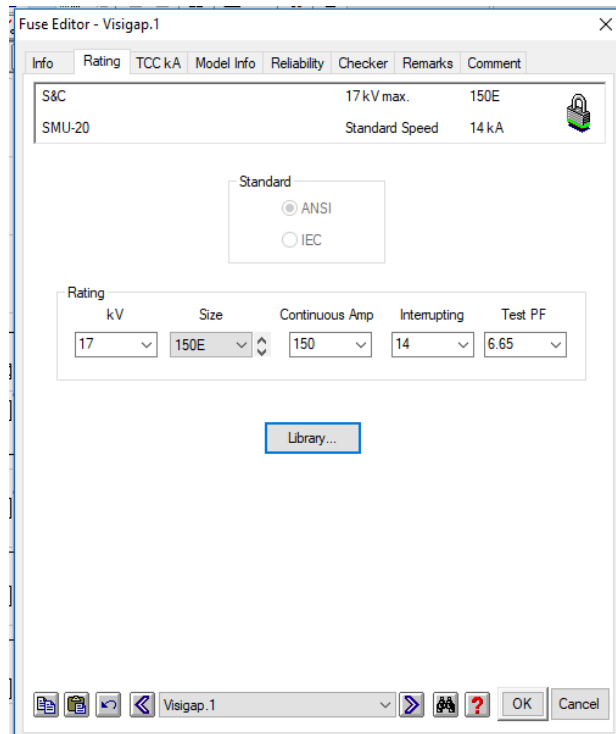 Fuse Editor - Visigap.1
Info Rating TCC kA Model Info Reliability Checker Remarks Comment
S&C 17 kV max. 150E
SMU-20 Standard Speed 14 kA
Standard
ANSI
IEC
Rating
kV Size Continuous Amp Interrupting Test PF
17 150E 150 14 6.65
Library...
Visigap.1 ? OK Cancel